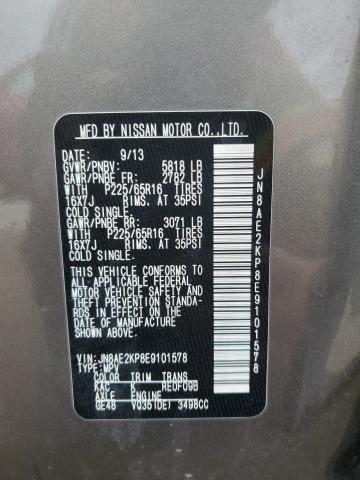 MFD BY NISSAN MOTOR CO.,LTD.
DATE: 9/13
GVWR/PNBV: 5818 LB
GAWR/PNBE FR: 2782 LB
WITH P225/65R16 TIRES
16X7J RIMS, AT 35PSI
COLD SINGLE.
GAWR/PNBE RR: 3071 LB
WITH P225/65R16 TIRES
16X7J RIMS, AT 35PSI
COLD SINGLE.
THIS VEHICLE CONFORMS TO
ALL APPLICABLE FEDERAL
MOTOR VEHICLE SAFETY AND
THEFT PREVENTION STANDA-
RDS IN EFFECT ON THE
DATE OF MANUFACTURE
SHOWN ABOVE.
VIN: JN8AE2KP8E9101578
TYPE: MPV
COLOR TRIM TRANS
KAC K RE0F09B
AXLE ENGINE
GE48 VQ35(DE) 3498CC
JN8AE2KP8E9101578